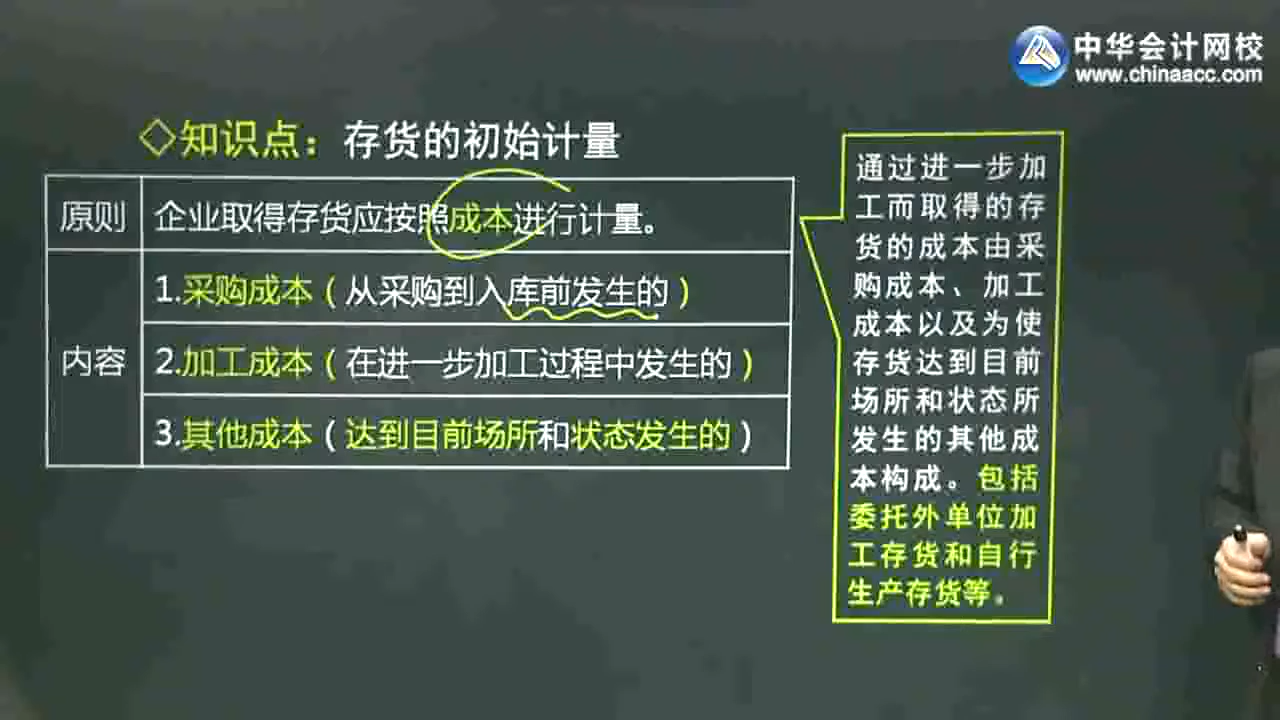 中华会计网校
www.chinaacc.com
◇知识点：存货的初始计量
原则
企业取得存货应按照成本进行计量。
内容
1.采购成本（从采购到入库前发生的）
2.加工成本（在进一步加工过程中发生的）
3.其他成本（达到目前场所和状态发生的）
通过进一步加
工而取得的存
货的成本由采
购成本、加工
成本以及为使
存货达到目前
场所和状态所
发生的其他成
本构成。包括
委托外单位加
工存货和自行
生产存货等。